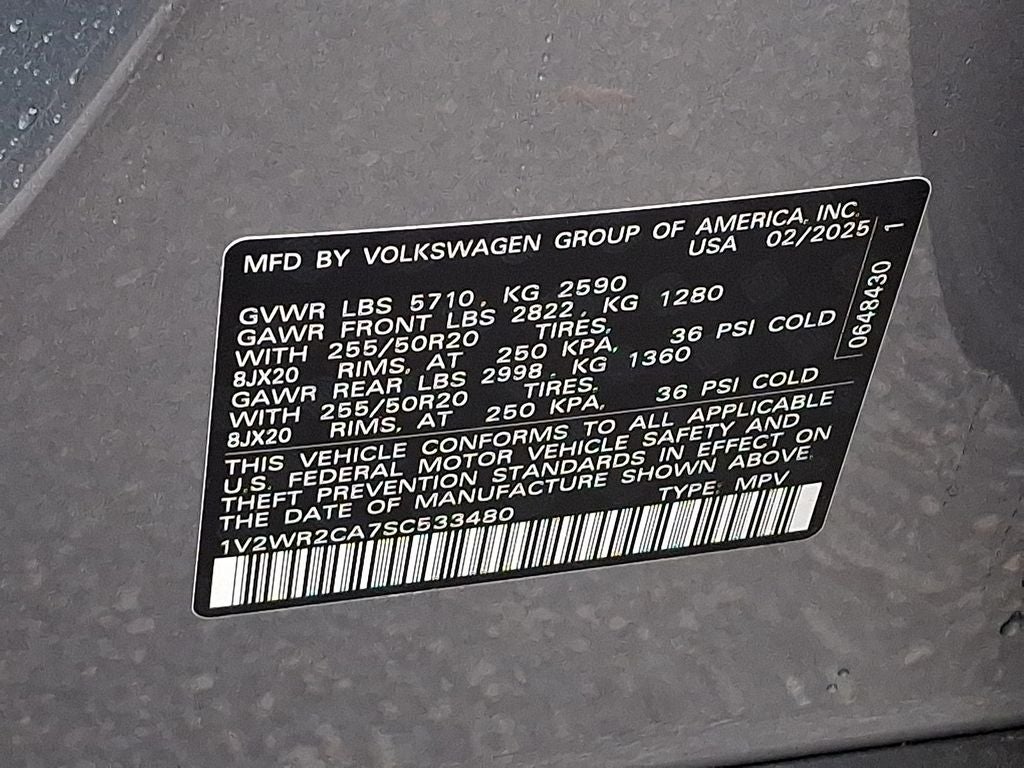 MFD BY VOLKSWAGEN GROUP OF AMERICA, INC.
USA 02/2025
GVWR LBS 5710, KG 2590
GAWR FRONT LBS 2822, KG 1280
WITH 255/50R20 TIRES,
8JX20 RIMS, AT 250 KPA, 36 PSI COLD
GAWR REAR LBS 2998, KG 1360
WITH 255/50R20 TIRES,
8JX20 RIMS, AT 250 KPA, 36 PSI COLD
THIS VEHICLE CONFORMS TO ALL APPLICABLE
U.S. FEDERAL MOTOR VEHICLE SAFETY AND
THEFT PREVENTION STANDARDS IN EFFECT ON
THE DATE OF MANUFACTURE SHOWN ABOVE.
1V2WR2CA7SC533480 TYPE: MPV
0648430 1